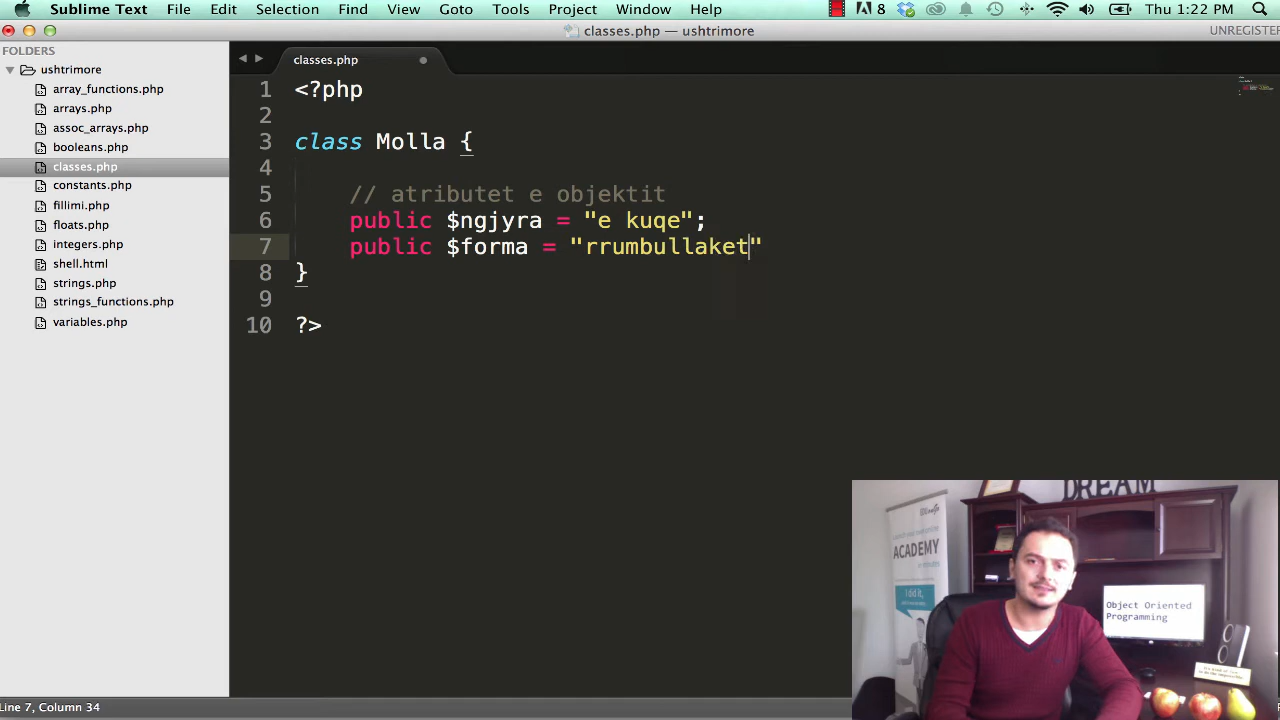 Sublime Text File Edit Selection Find View Goto Tools Project Window Help 8 Thu 1:22 PM
classes.php — ushtrimore UNREGISTER
FOLDERS
ushtrimore
array_functions.php
arrays.php
assoc_arrays.php
booleans.php
classes.php
constants.php
fillimi.php
floats.php
integers.php
shell.html
strings.php
strings_functions.php
variables.php
classes.php
1 <?php
2
3 class Molla {
4
5 // atributet e objektit
6 public $ngjyra = "e kuqe";
7 public $forma = "rrumbullaket"
8 }
9
10 ?>
DREAM
ACADEMY
I did it,
Object Oriented
Programming
Line 7, Column 34